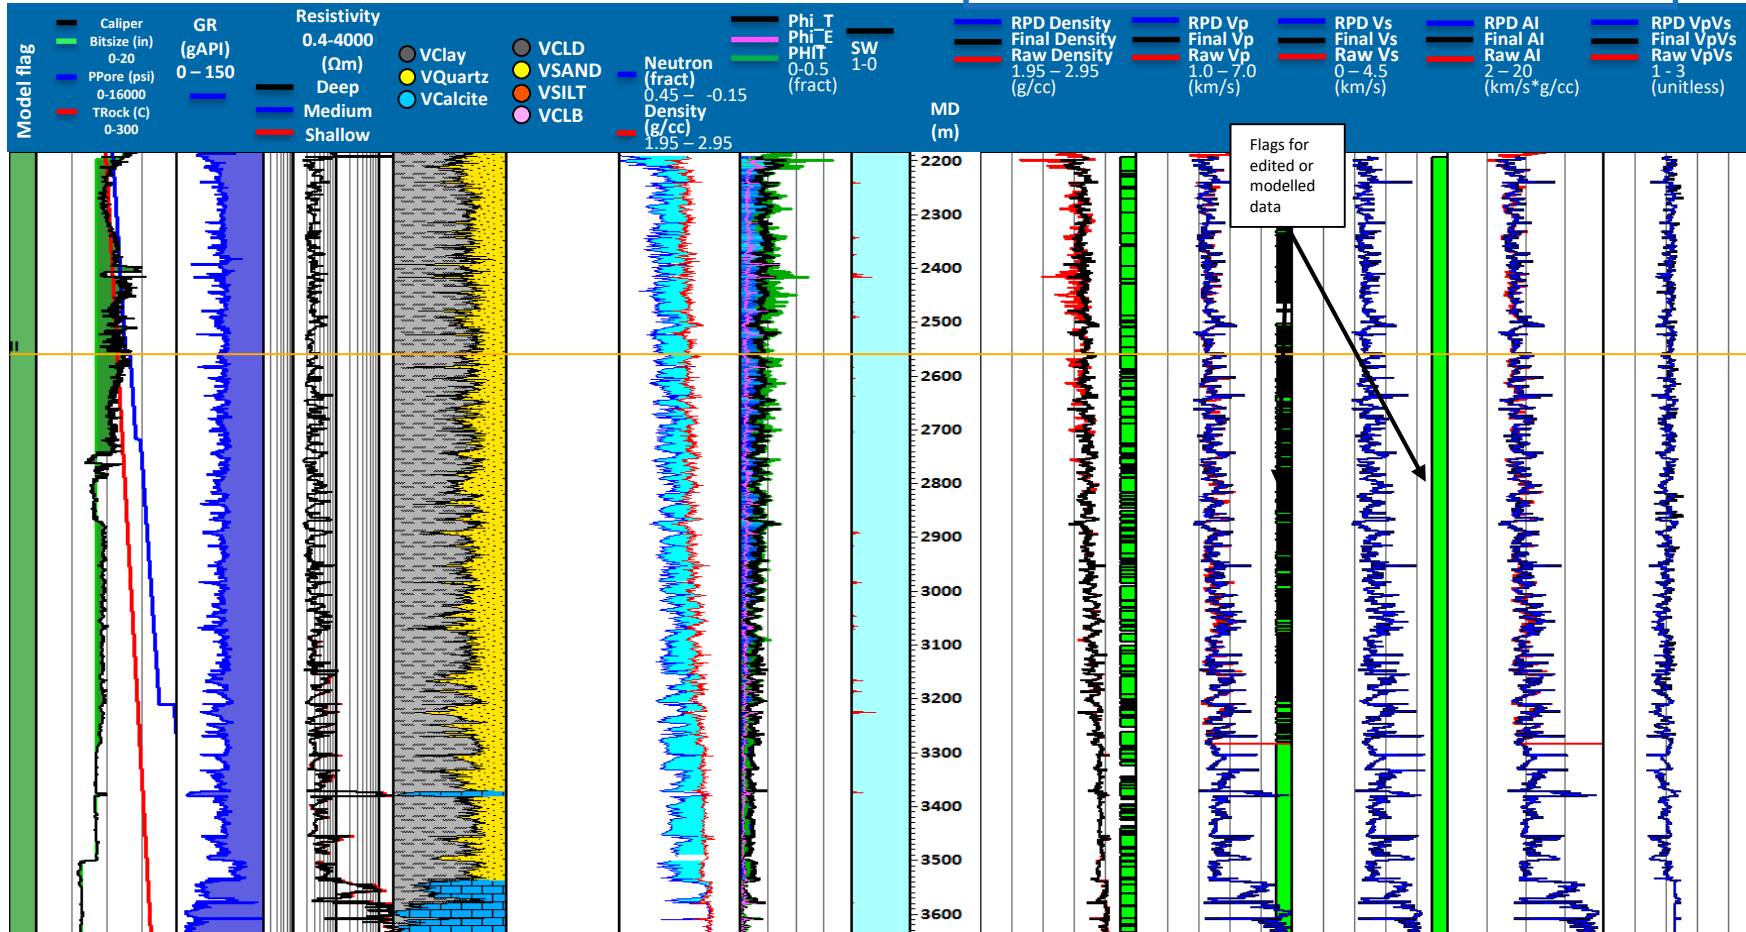 Model flag
Caliper
Bitsize (in)
0-20
PPore (psi)
0-16000
TRock (C)
0-300
GR
(gAPI)
0 – 150
Resistivity
0.4-4000
(Ωm)
Deep
Medium
Shallow
VClay
VQuartz
VCalcite
VCLD
VSAND
VSILT
VCLB
Neutron
(fract)
0.45 – -0.15
Density
(g/cc)
1.95 – 2.95
Phi_T
Phi_E
PHIT
0-0.5
(fract)
SW
1-0
MD
(m)
RPD Density
Final Density
Raw Density
1.95 – 2.95
(g/cc)
RPD Vp
Final Vp
Raw Vp
1.0 – 7.0
(km/s)
RPD Vs
Final Vs
Raw Vs
0 – 4.5
(km/s)
RPD AI
Final AI
Raw AI
2 – 20
(km/s*g/cc)
RPD VpVs
Final VpVs
Raw VpVs
1 - 3
(unitless)
Flags for
edited or
modelled
data
2200
2300
2400
2500
2600
2700
2800
2900
3000
3100
3200
3300
3400
3500
3600